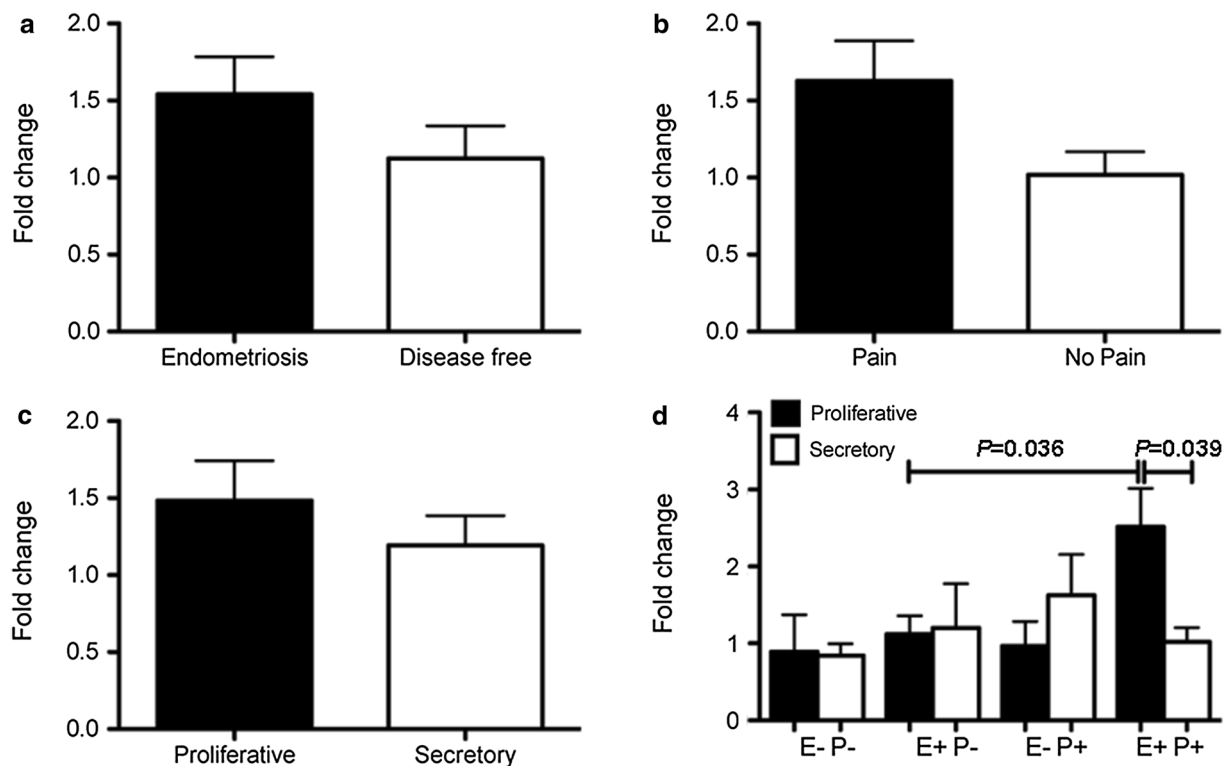 a
2.0
1.5
1.0
0.5
0.0
Fold change
Endometriosis Disease free
b
2.0
1.5
1.0
0.5
0.0
Fold change
Pain No Pain
c
2.0
1.5
1.0
0.5
0.0
Fold change
Proliferative Secretory
d
4
3
2
1
0
Fold change
Proliferative
Secretory
P=0.036 P=0.039
E- P- E+ P- E- P+ E+ P+